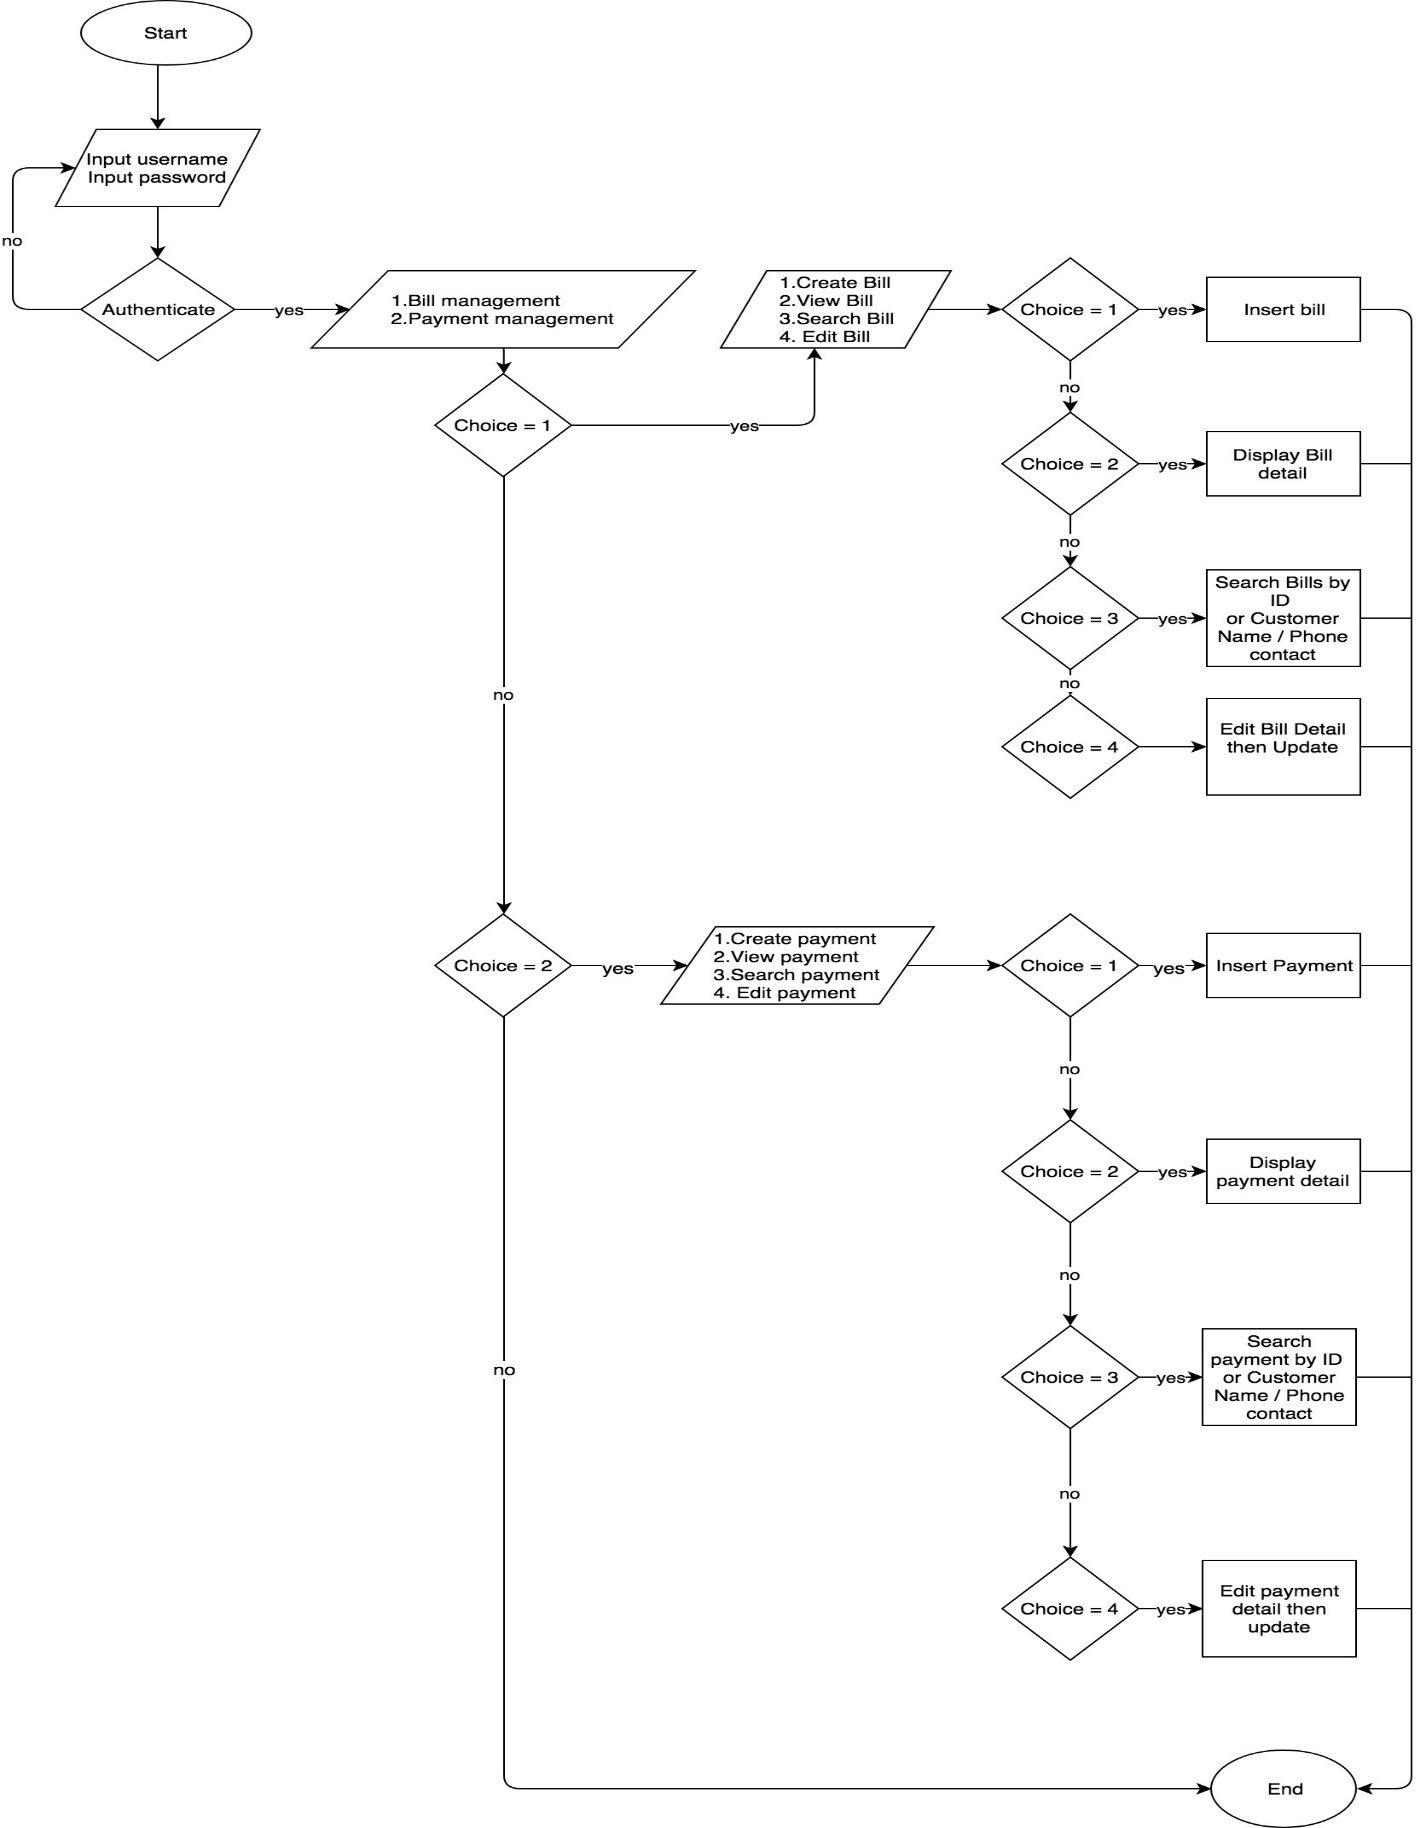 Start
Input username
Input password
no
Authenticate
yes
1.Bill management
2.Payment management
Choice = 1
yes
1.Create Bill
2.View Bill
3.Search Bill
4. Edit Bill
Choice = 1
yes
Insert bill
no
Choice = 2
yes
Display Bill
detail
no
Choice = 3
yes
Search Bills by
ID
or Customer
Name / Phone
contact
no
Choice = 4
Edit Bill Detail
then Update
no
Choice = 2
yes
1.Create payment
2.View payment
3.Search payment
4. Edit payment
Choice = 1
yes
Insert Payment
no
Choice = 2
yes
Display
payment detail
no
Choice = 3
yes
Search
payment by ID
or Customer
Name / Phone
contact
no
Choice = 4
yes
Edit payment
detail then
update
no
End